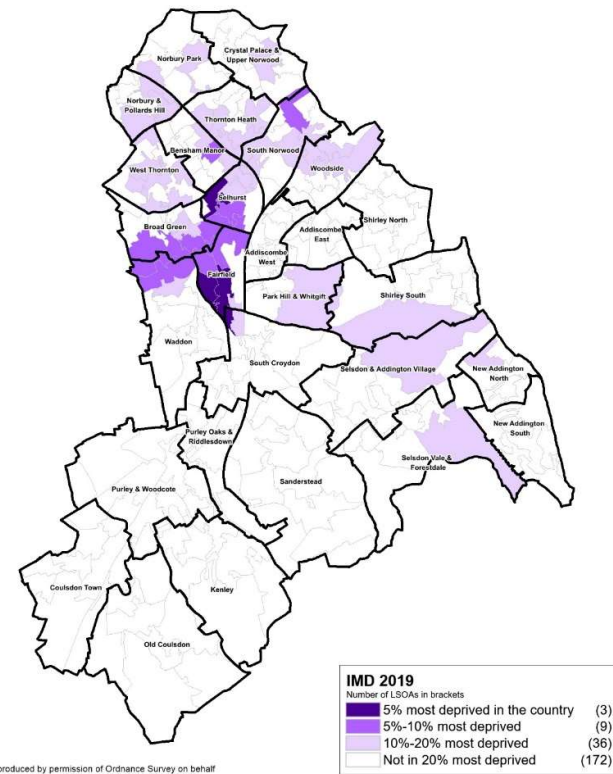 Norbury Park
Crystal Palace &
Upper Norwood
Norbury &
Pollards Hill
Thornton Heath
Bensham Manor
South Norwood
West Thornton
Woodside
Selhurst
Broad Green
Shirley North
Addiscombe
East
Addiscombe
West
Fairfield
Park Hill & Whitgift
Shirley South
Waddon
South Croydon
Selsdon & Addington Village
New Addington
North
New Addington
South
Purley Oaks &
Riddlesdown
Selsdon Vale &
Forestdale
Sanderstead
Purley & Woodcote
Coulsdon Town
Kenley
Old Coulsdon
IMD 2019
Number of LSOAs in brackets
5% most deprived in the country (3)
5%-10% most deprived (9)
10%-20% most deprived (36)
Not in 20% most deprived (172)
produced by permission of Ordnance Survey on behalf